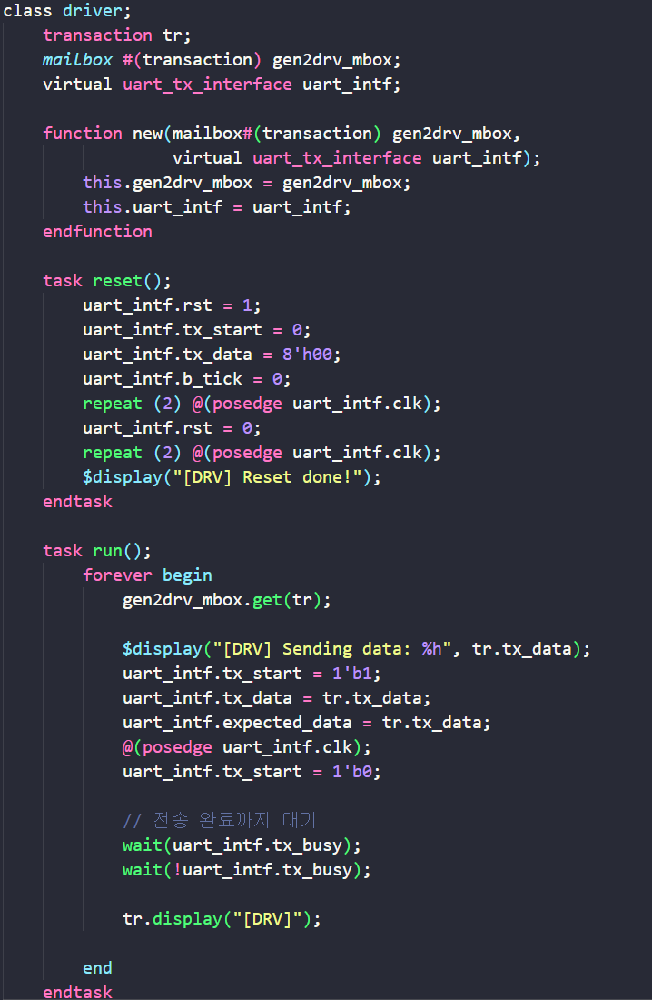 class driver;
transaction tr;
mailbox #(transaction) gen2drv_mbox;
virtual uart_tx_interface uart_intf;
function new(mailbox#(transaction) gen2drv_mbox,
virtual uart_tx_interface uart_intf);
this.gen2drv_mbox = gen2drv_mbox;
this.uart_intf = uart_intf;
endfunction
task reset();
uart_intf.rst = 1;
uart_intf.tx_start = 0;
uart_intf.tx_data = 8'h00;
uart_intf.b_tick = 0;
repeat (2) @(posedge uart_intf.clk);
uart_intf.rst = 0;
repeat (2) @(posedge uart_intf.clk);
$display("[DRV] Reset done!");
endtask
task run();
forever begin
gen2drv_mbox.get(tr);
$display("[DRV] Sending data: %h", tr.tx_data);
uart_intf.tx_start = 1'b1;
uart_intf.tx_data = tr.tx_data;
uart_intf.expected_data = tr.tx_data;
@(posedge uart_intf.clk);
uart_intf.tx_start = 1'b0;
// 전송 완료까지 대기
wait(uart_intf.tx_busy);
wait(!uart_intf.tx_busy);
tr.display("[DRV]");
end
endtask